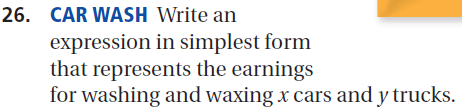 26. CAR WASH Write an
expression in simplest form
that represents the earnings
for washing and waxing x cars and y trucks.